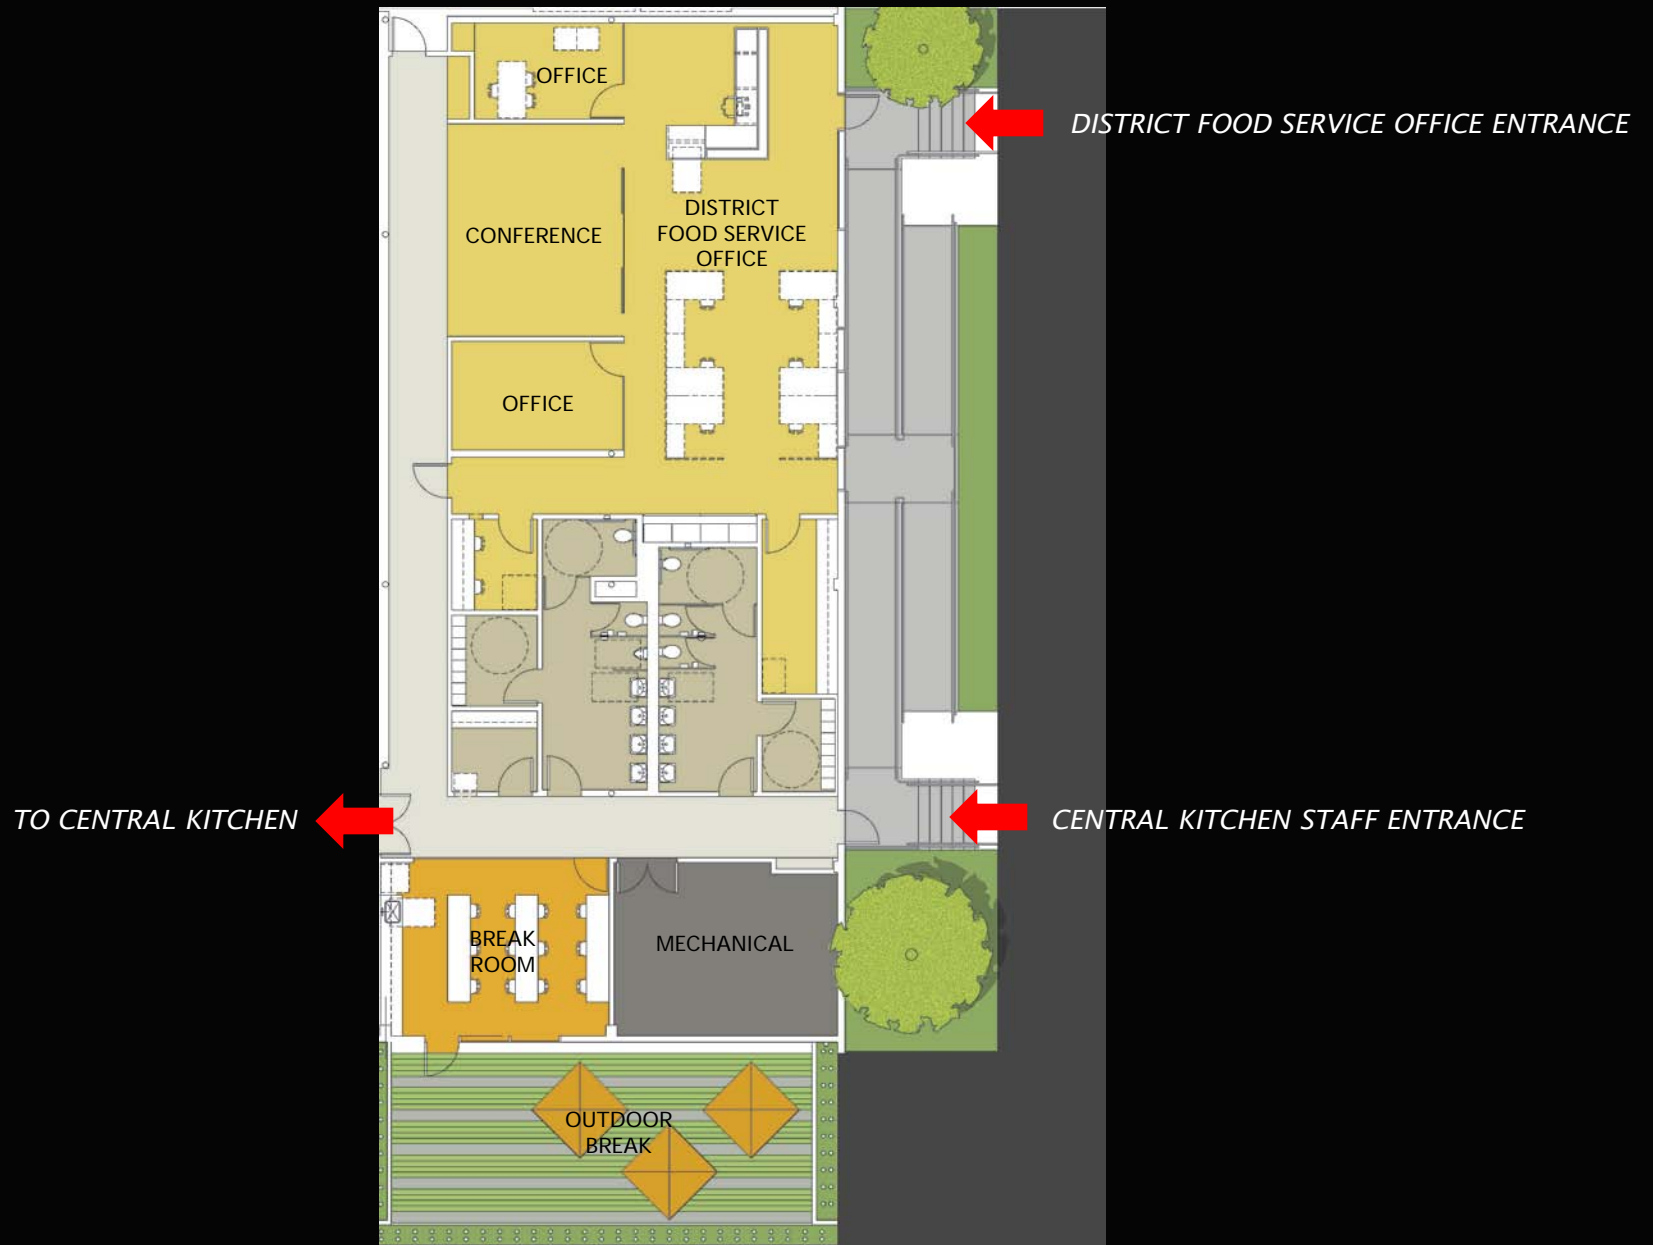 OFFICE
DISTRICT FOOD SERVICE OFFICE ENTRANCE
CONFERENCE
DISTRICT
FOOD SERVICE
OFFICE
OFFICE
TO CENTRAL KITCHEN
CENTRAL KITCHEN STAFF ENTRANCE
BREAK
ROOM
MECHANICAL
OUTDOOR
BREAK